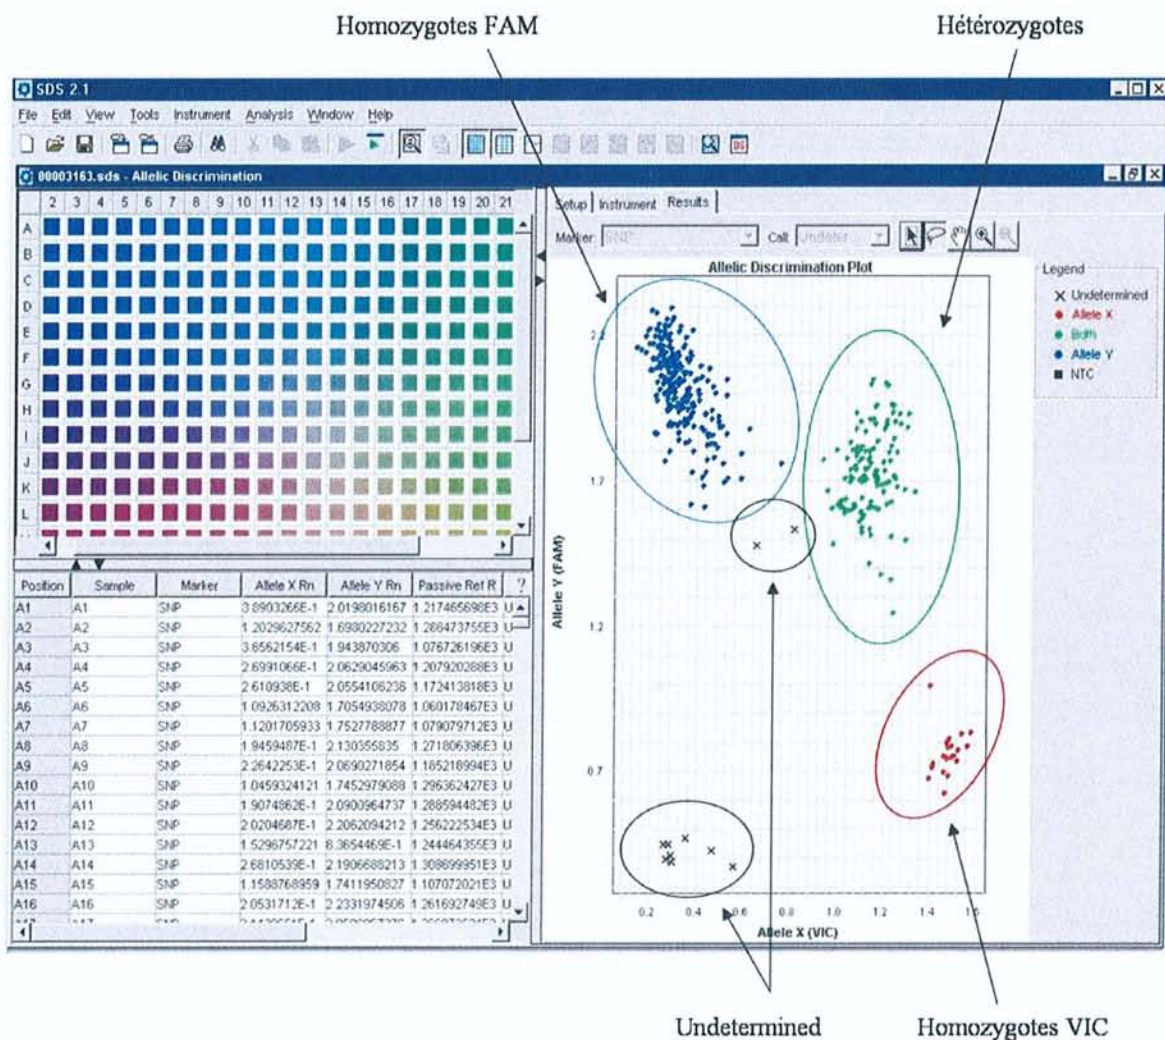 Homozygotes FAM
Hétérozygotes
SDS 2.1
File Edit View Tools Instrument Analysis Window Help
00003163.sds - Allelic Discrimination
2 3 4 5 6 7 8 9 10 11 12 13 14 15 16 17 18 19 20 21
A
B
C
D
E
F
G
H
I
J
K
L
Setup Instrument Results
Marker: SNP Call: Undeter...
Allelic Discrimination Plot
Legend
Undetermined
Allele X
Both
Allele Y
NTC
Allele Y (FAM)
1.7
1.2
0.7
0.2 0.4 0.6 0.8 1.0 1.2 1.4 1.6
Allele X (VIC)
Position Sample Marker Allele X Rn Allele Y Rn Passive Ref R ?
A1 A1 SNP 3.8903266E-1 2.0198016167 1.217465698E3 U
A2 A2 SNP 1.2029627562 1.6980227232 1.286473755E3 U
A3 A3 SNP 3.6562154E-1 1.943870306 1.076726196E3 U
A4 A4 SNP 2.6991066E-1 2.0629045963 1.207920288E3 U
A5 A5 SNP 2.610938E-1 2.0554106236 1.172413818E3 U
A6 A6 SNP 1.0926312208 1.7054938078 1.060178467E3 U
A7 A7 SNP 1.1201705933 1.7527788877 1.079079712E3 U
A8 A8 SNP 1.9459487E-1 2.130355835 1.271806396E3 U
A9 A9 SNP 2.2642253E-1 2.0690271854 1.185218994E3 U
A10 A10 SNP 1.0459324121 1.7452979088 1.296362427E3 U
A11 A11 SNP 1.9074862E-1 2.0900964737 1.288594482E3 U
A12 A12 SNP 2.0204687E-1 2.2062094212 1.256222534E3 U
A13 A13 SNP 1.5296757221 8.3654469E-1 1.244464355E3 U
A14 A14 SNP 2.6810539E-1 2.1906688213 1.308699951E3 U
A15 A15 SNP 1.1588768959 1.7411950827 1.107072021E3 U
A16 A16 SNP 2.0531712E-1 2.2331974506 1.261692749E3 U
Undetermined
Homozygotes VIC